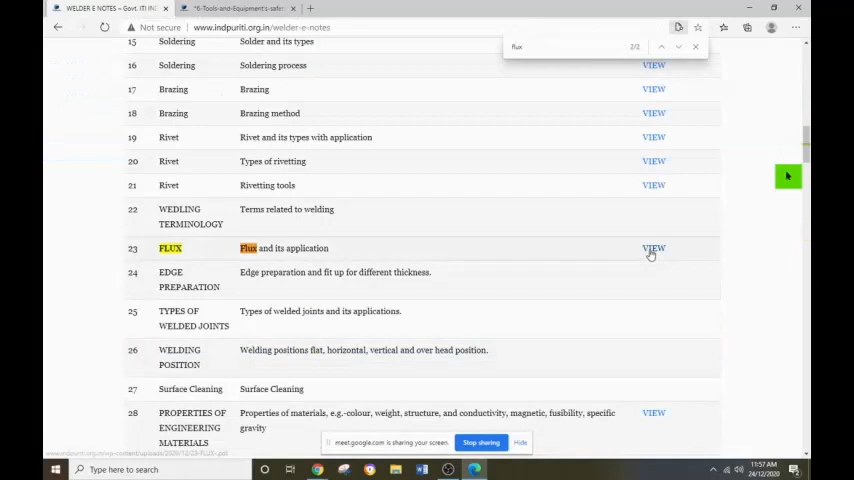 WELDER E NOTES – Govt. ITI IND
*6-Tools-and-Equipment's-safety
Not secure
www.indpuriti.org.in/welder-e-notes
flux
2/2
15 Soldering Solder and its types
16 Soldering Soldering process VIEW
17 Brazing Brazing VIEW
18 Brazing Brazing method VIEW
19 Rivet Rivet and its types with application VIEW
20 Rivet Types of rivetting VIEW
21 Rivet Rivetting tools VIEW
22 WEDLING Terms related to welding
TERMINOLOGY
23 FLUX Flux and its application VIEW
24 EDGE Edge preparation and fit up for different thickness.
PREPARATION
25 TYPES OF Types of welded joints and its applications.
WELDED JOINTS
26 WELDING Welding positions flat, horizontal, vertical and over head position.
POSITION
27 Surface Cleaning Surface Cleaning
28 PROPERTIES OF Properties of materials, e.g.-colour, weight, structure, and conductivity, magnetic, fusibility, specific VIEW
ENGINEERING gravity
MATERIALS
meet.google.com is sharing your screen. Stop sharing Hide
Type here to search
11:57 AM
24/12/2020